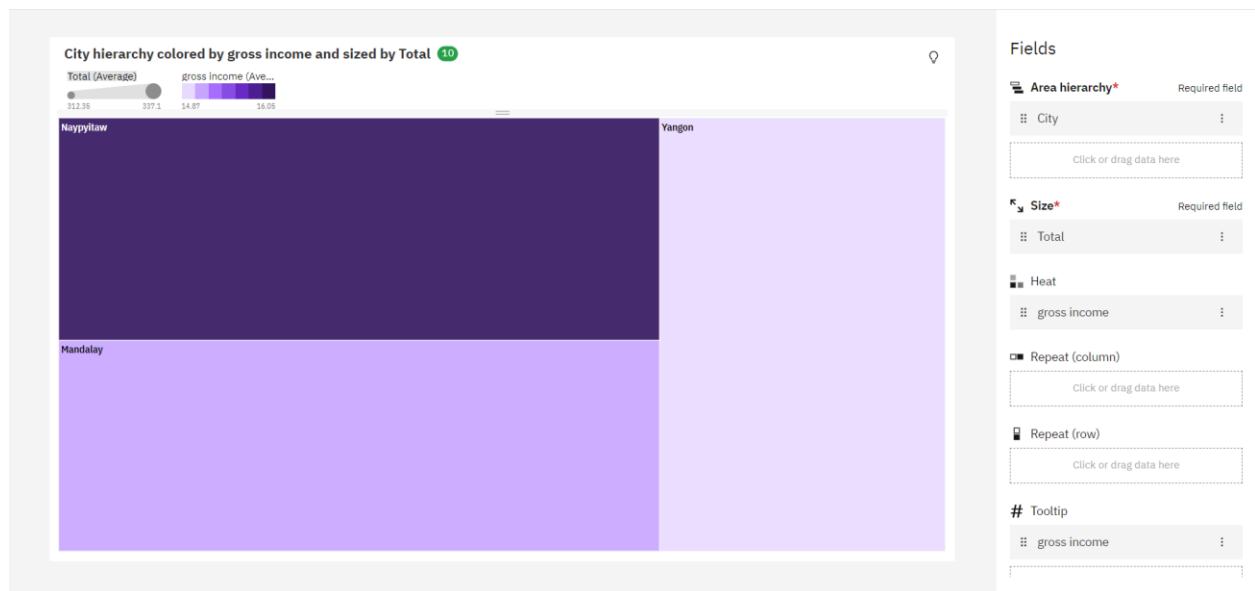 City hierarchy colored by gross income and sized by Total 10
Total (Average)
gross income (Ave...
312.35 337.1
14.87 16.05
Naypyitaw
Yangon
Mandalay
Fields
Area hierarchy* Required field
City
Click or drag data here
Size* Required field
Total
Heat
gross income
Repeat (column)
Click or drag data here
Repeat (row)
Click or drag data here
# Tooltip
gross income